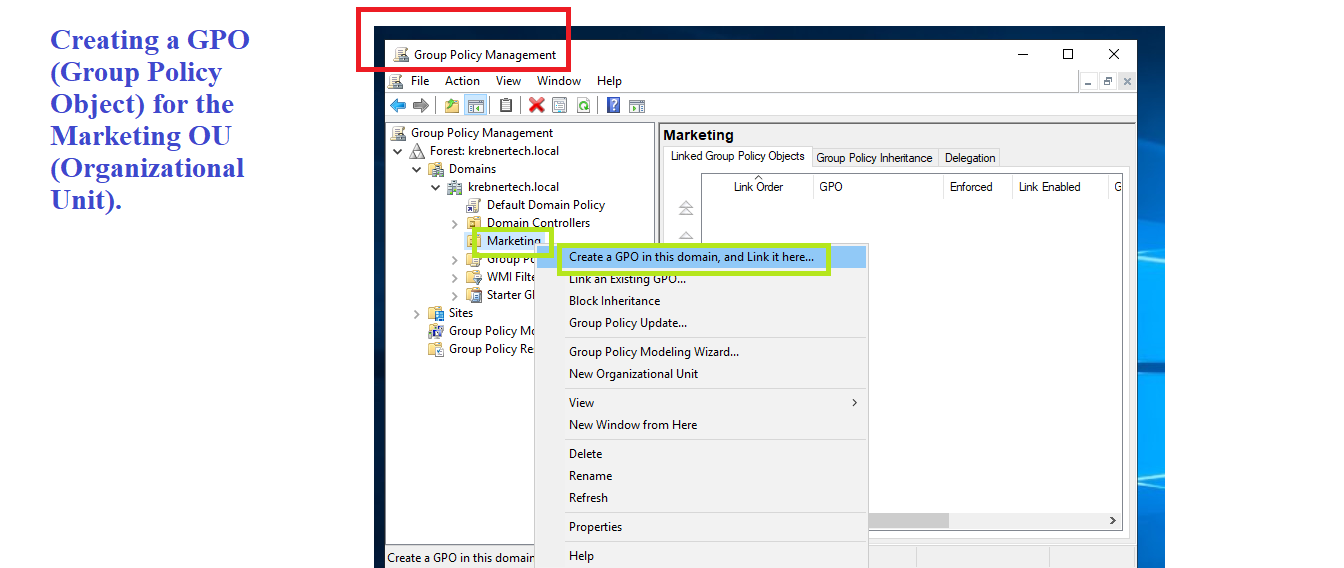 Creating a GPO
(Group Policy
Object) for the
Marketing OU
(Organizational
Unit).
Group Policy Management
File Action View Window Help
Group Policy Management
Forest: krebnertech.local
Domains
krebnertech.local
Default Domain Policy
Domain Controllers
Marketing
Group Po
WMI Filte
Starter G
Sites
Group Policy Mo
Group Policy Re
Marketing
Linked Group Policy Objects Group Policy Inheritance Delegation
Link Order GPO Enforced Link Enabled G
Create a GPO in this domain, and Link it here...
Link an Existing GPO...
Block Inheritance
Group Policy Update...
Group Policy Modeling Wizard...
New Organizational Unit
View
New Window from Here
Delete
Rename
Refresh
Properties
Help
Create a GPO in this domain